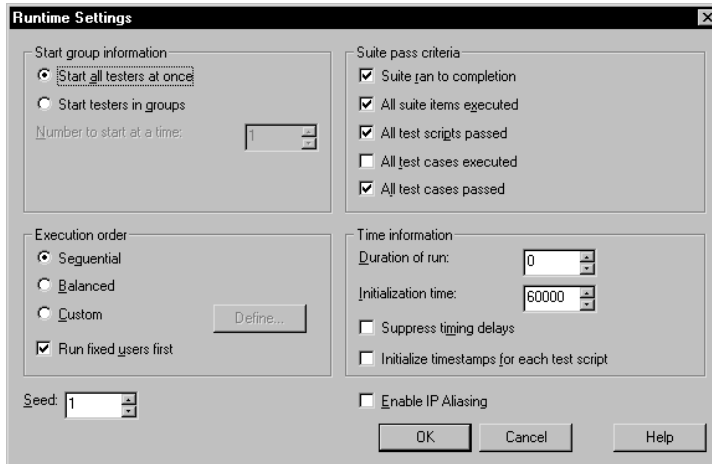 Runtime Settings
Start group information
Start all testers at once
Start testers in groups
Number to start at a time:
1
Suite pass criteria
Suite ran to completion
All suite items executed
All test scripts passed
All test cases executed
All test cases passed
Execution order
Sequential
Balanced
Custom
Define...
Run fixed users first
Time information
Duration of run:
0
Initialization time:
60000
Suppress timing delays
Initialize timestamps for each test script
Seed:
1
Enable IP Aliasing
OK
Cancel
Help